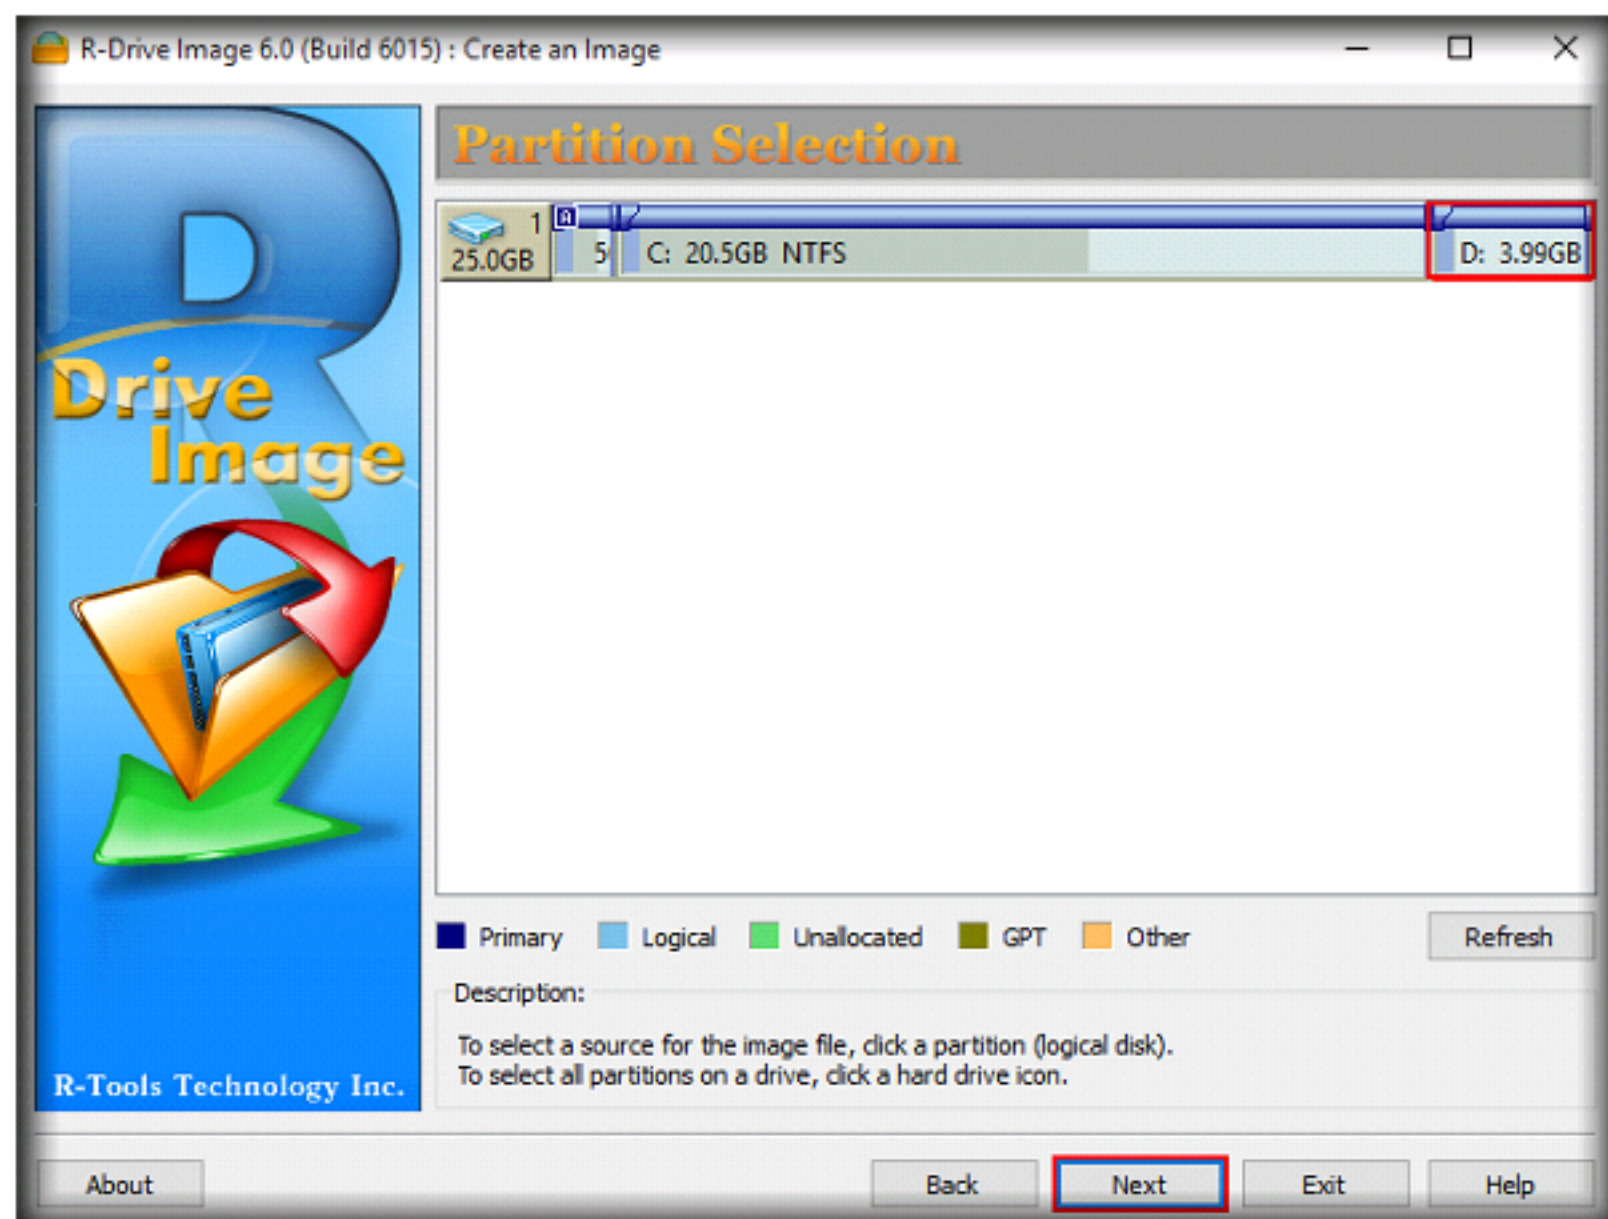 R-Drive Image 6.0 (Build 6015) : Create an Image
Drive
Image
R-Tools Technology Inc.
Partition Selection
1
25.0GB
A
C: 20.5GB NTFS
D: 3.99GB
Primary Logical Unallocated GPT Other
Refresh
Description:
To select a source for the image file, click a partition (logical disk).
To select all partitions on a drive, click a hard drive icon.
About
Back
Next
Exit
Help